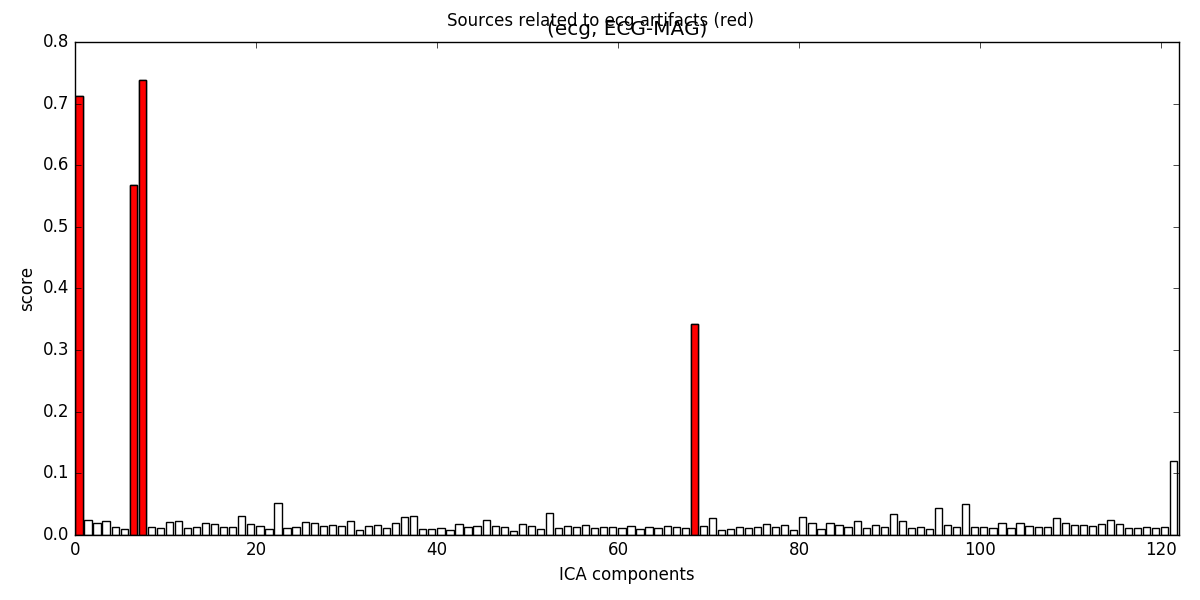 Sources related to ecg artifacts (red)
(ecg, ECG-MAG)
0.8
0.7
0.6
0.5
0.4
0.3
0.2
0.1
0.0
score
0 20 40 60 80 100 120
ICA components